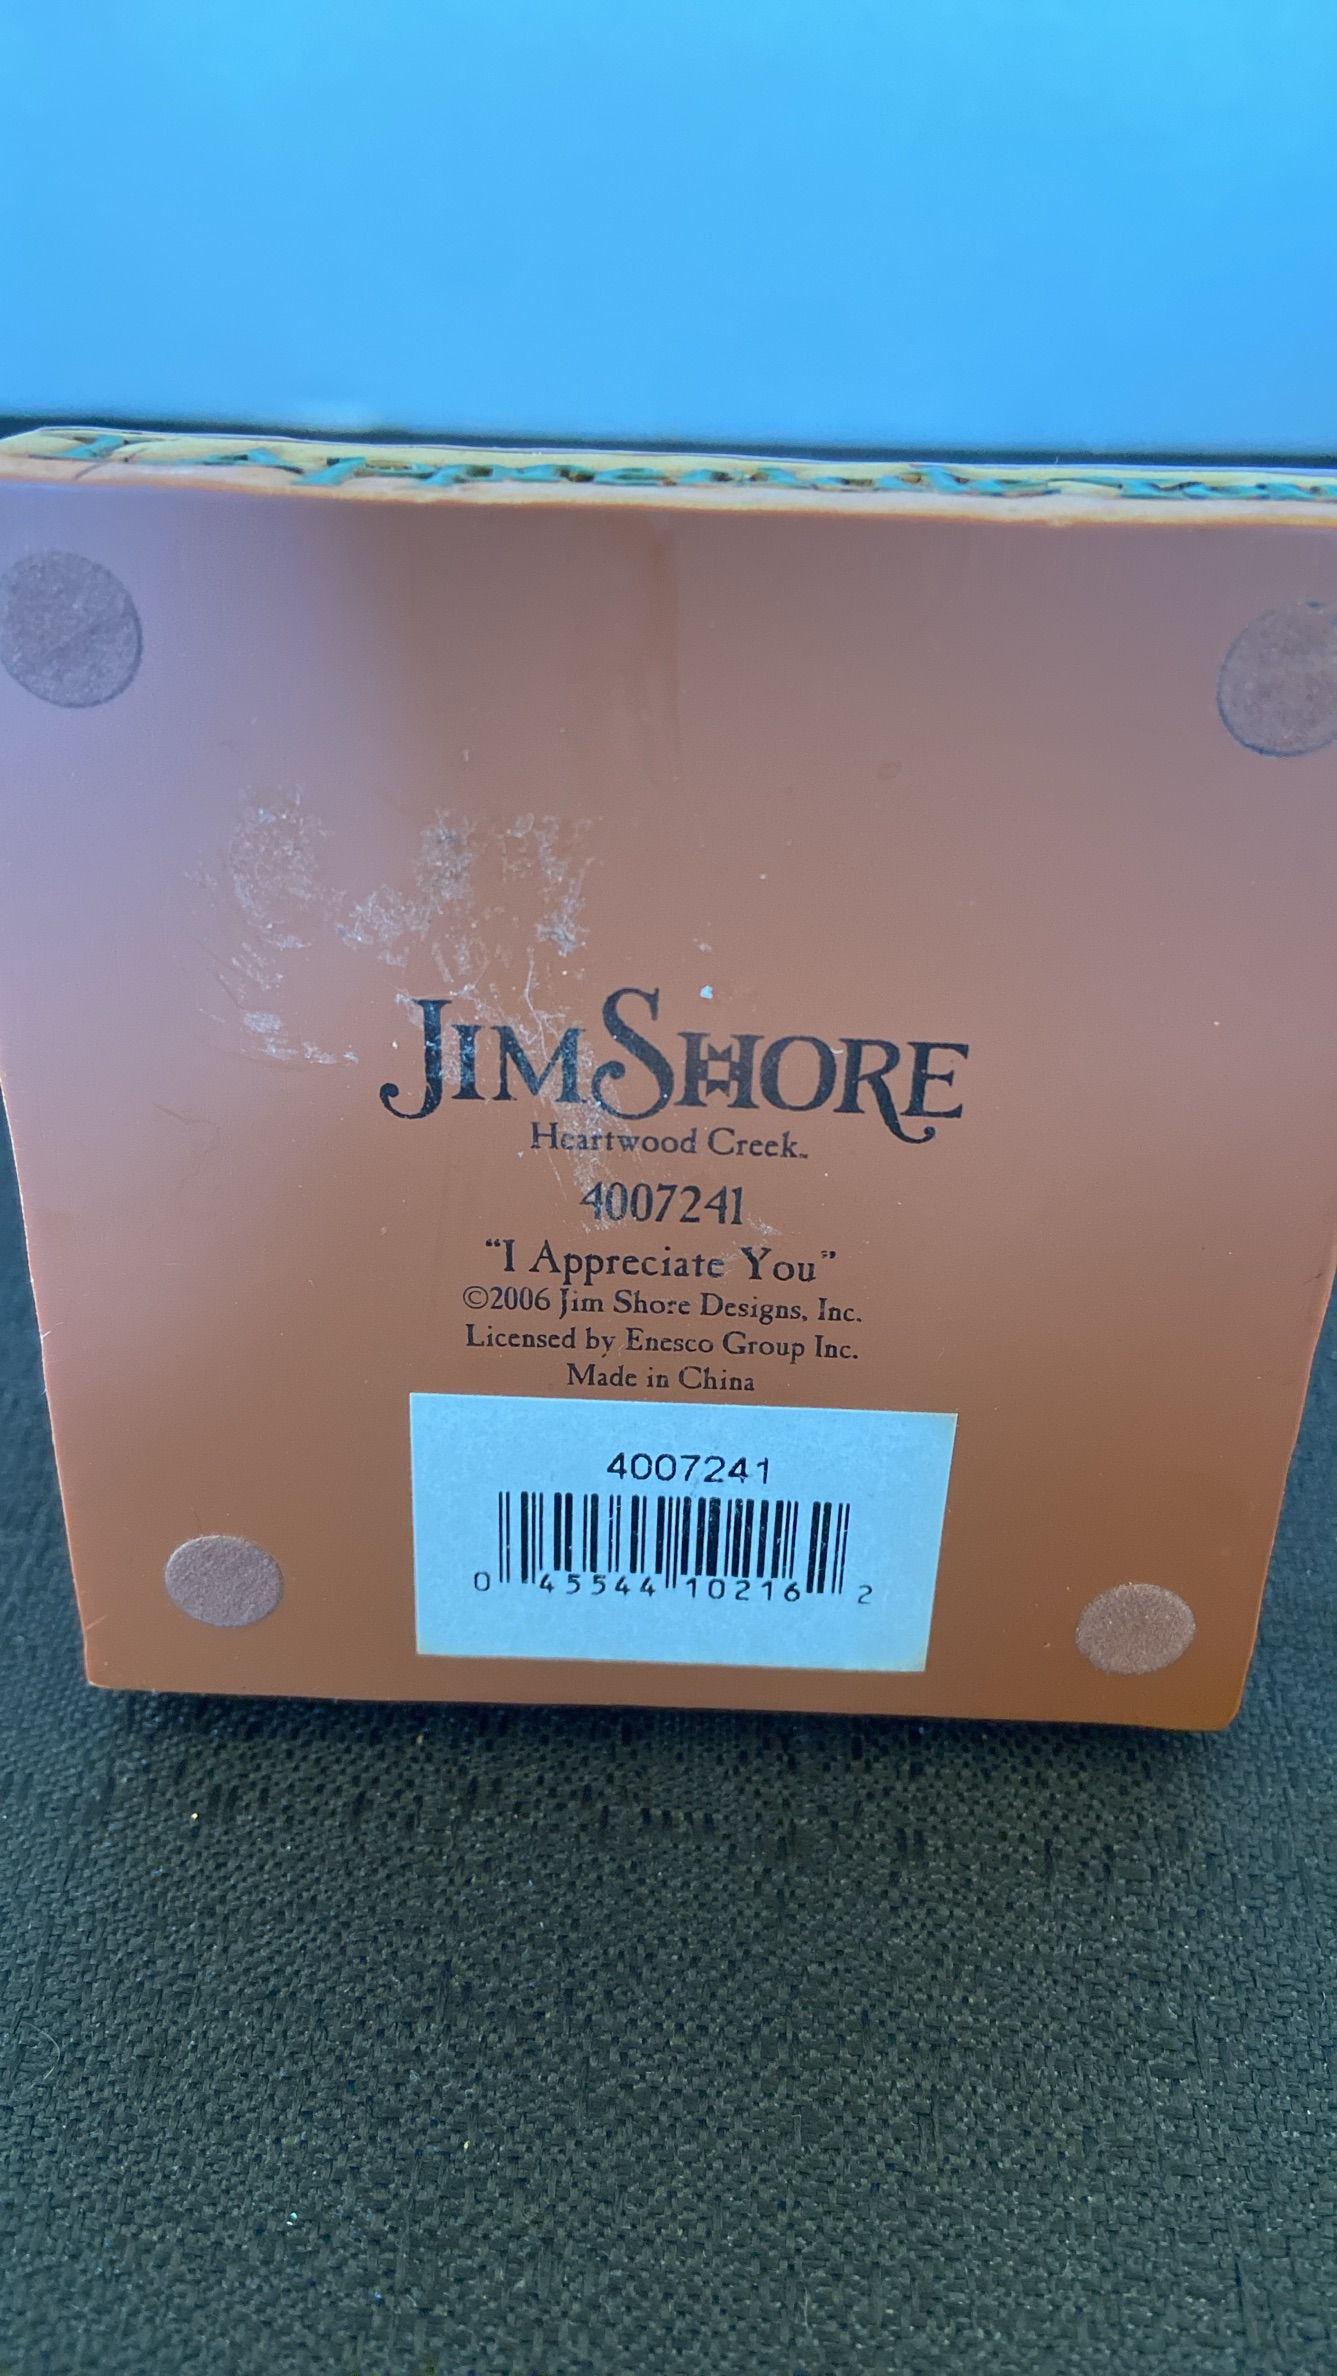 JIM SHORE
Heartwood Creek™
4007241
“I Appreciate You”
©2006 Jim Shore Designs, Inc.
Licensed by Enesco Group Inc.
Made in China
4007241
0 45544 10216 2